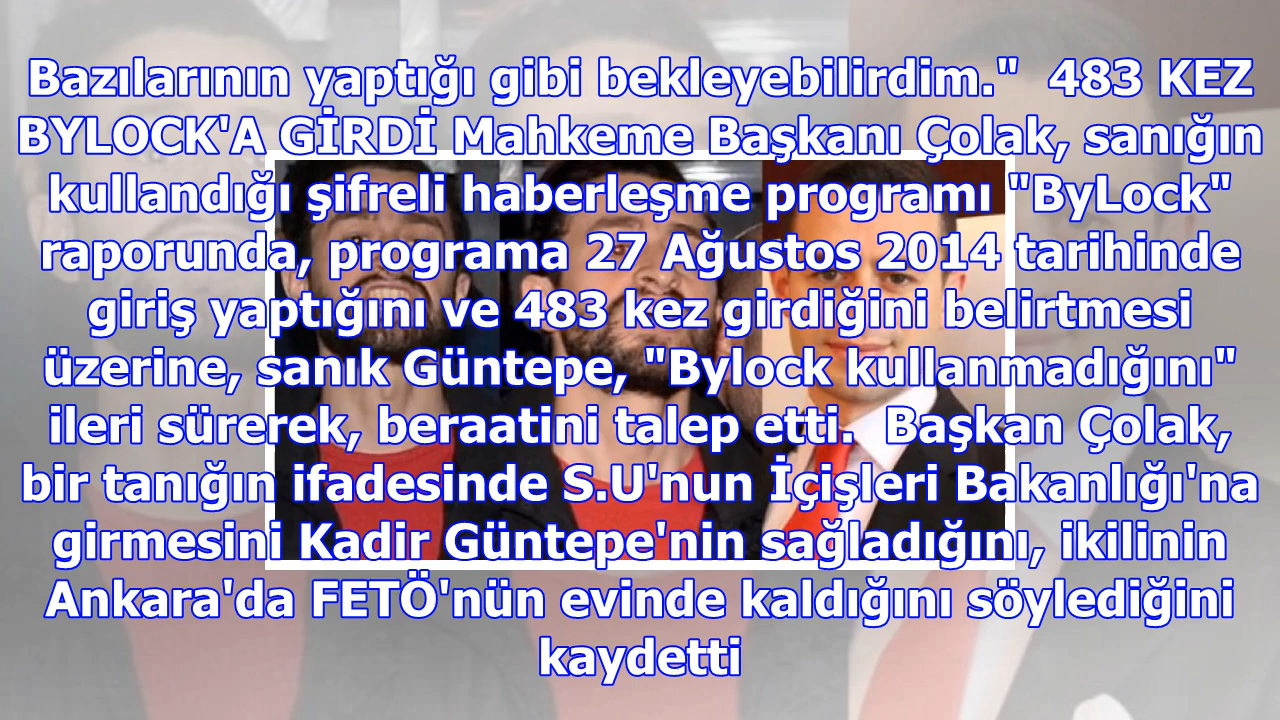 Bazılarının yaptığı gibi bekleyebilirdim."  483 KEZ
BYLOCK'A GİRDİ Mahkeme Başkanı Çolak, sanığın
kullandığı şifreli haberleşme programı "ByLock"
raporunda, programa 27 Ağustos 2014 tarihinde
giriş yaptığını ve 483 kez girdiğini belirtmesi
üzerine, sanık Güntepe, "Bylock kullanmadığını"
ileri sürerek, beraatini talep etti.  Başkan Çolak,
bir tanığın ifadesinde S.U'nun İçişleri Bakanlığı'na
girmesini Kadir Güntepe'nin sağladığını, ikilinin
Ankara'da FETÖ'nün evinde kaldığını söylediğini
kaydetti